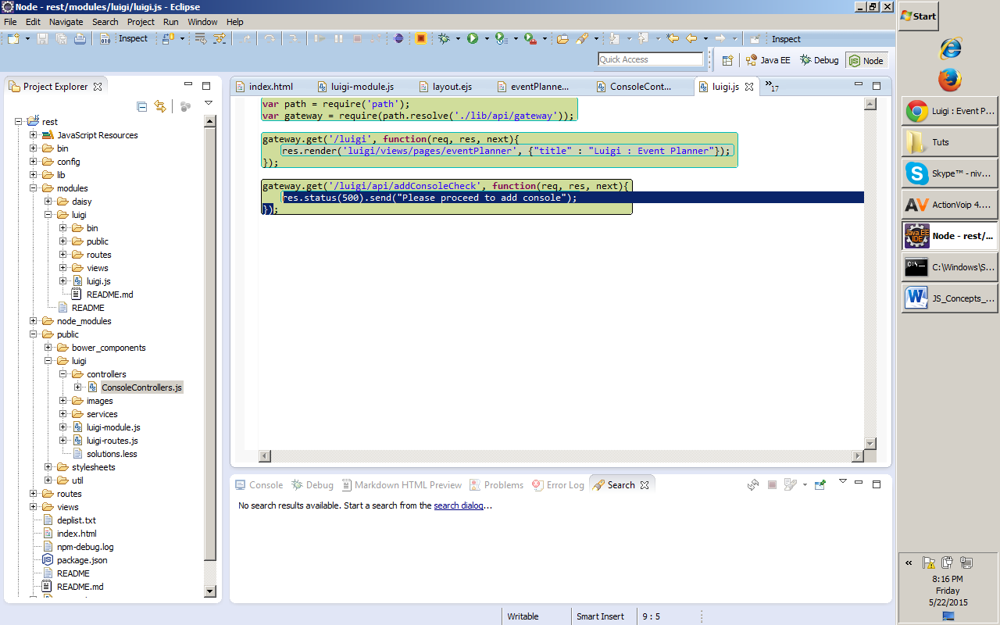 Node - rest/modules/luigi/luigi.js - Eclipse
File Edit Navigate Search Project Run Window Help
Inspect
Inspect
Quick Access
Java EE
Debug
Node
Project Explorer
rest
JavaScript Resources
bin
config
lib
modules
daisy
luigi
bin
public
routes
views
luigi.js
README.md
README
node_modules
public
bower_components
luigi
controllers
ConsoleControllers.js
images
services
luigi-module.js
luigi-routes.js
solutions.less
stylesheets
util
routes
views
deplist.txt
index.html
npm-debug.log
package.json
README
README.md
index.html luigi-module.js layout.ejs eventPlanne... ConsoleCont... luigi.js »17
var path = require('path');
var gateway = require(path.resolve('./lib/api/gateway'));
gateway.get('/luigi', function(req, res, next){
res.render('luigi/views/pages/eventPlanner', {"title" : "Luigi : Event Planner"});
});
gateway.get('/luigi/api/addConsoleCheck', function(req, res, next){
res.status(500).send("Please proceed to add console");
});
Console Debug Markdown HTML Preview Problems Error Log Search
No search results available. Start a search from the search dialog...
Writable Smart Insert 9 : 5
Start
Luigi : Event P...
Tuts
Skype™ - niv...
ActionVoip 4....
Node - rest/...
C:\Windows\S...
JS_Concepts_...
8:16 PM
Friday
5/22/2015